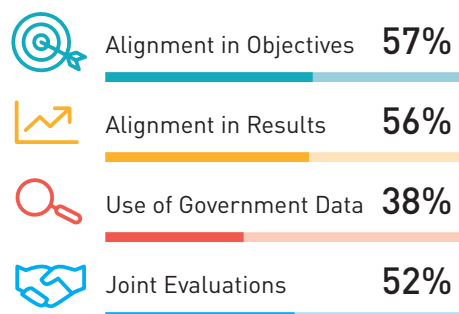 Alignment in Objectives 57%
Alignment in Results 56%
Use of Government Data 38%
Joint Evaluations 52%